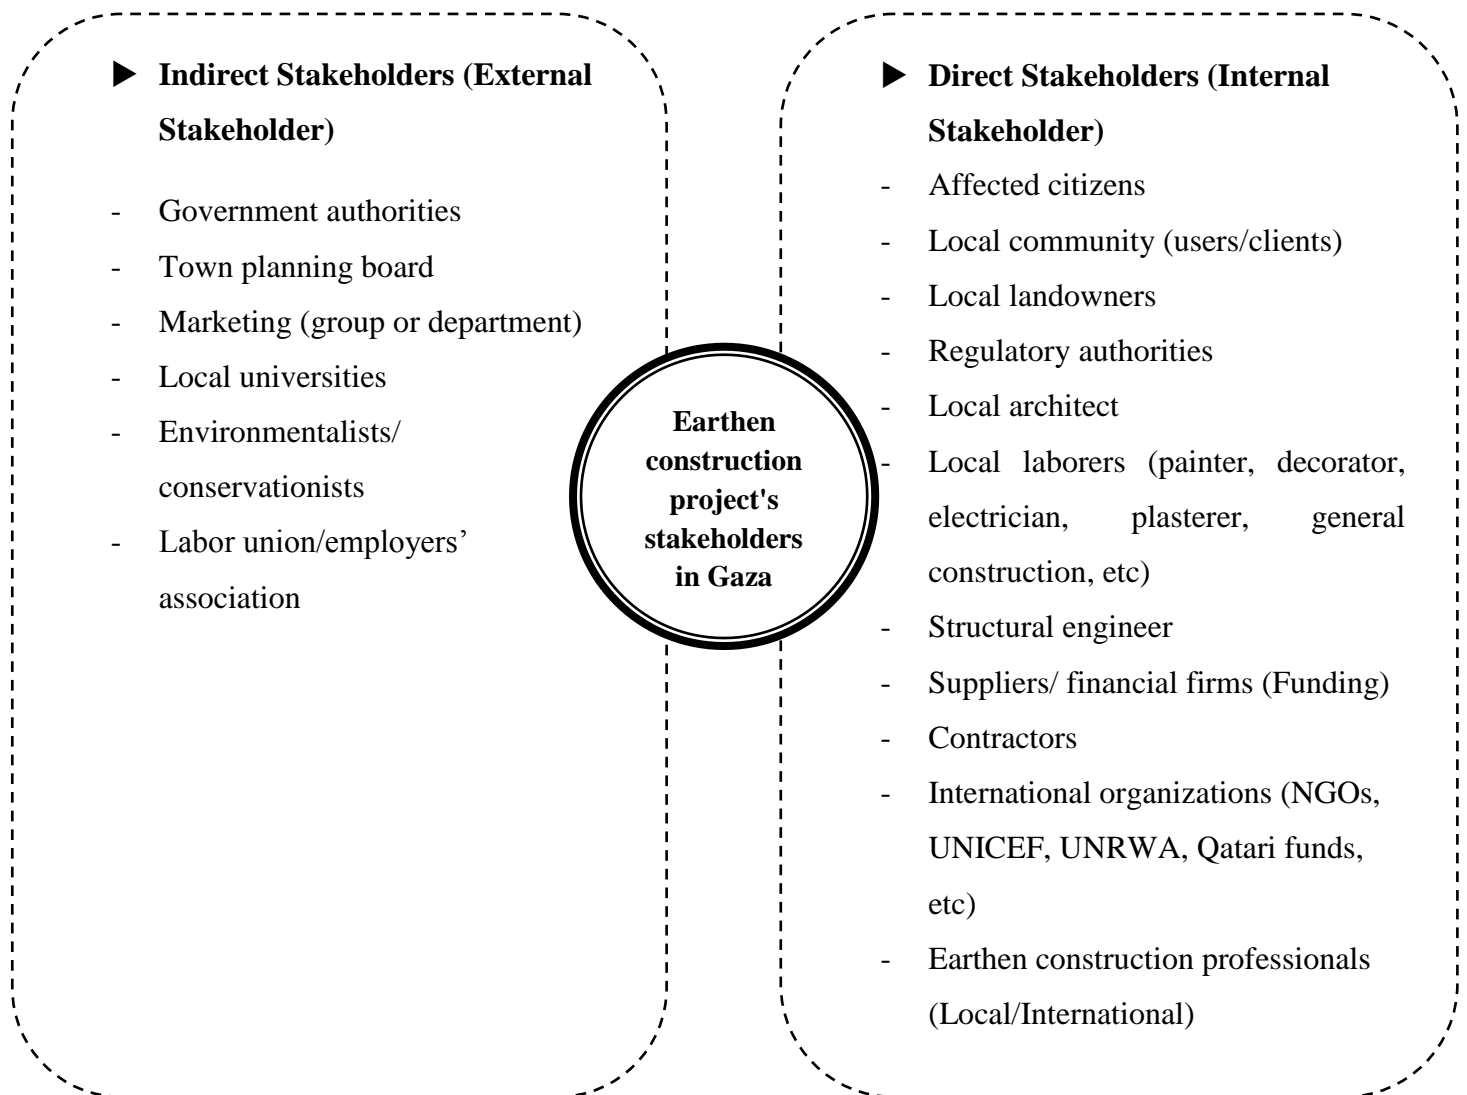 ▶ Indirect Stakeholders (External
Stakeholder)
- Government authorities
- Town planning board
- Marketing (group or department)
- Local universities
- Environmentalists/
conservationists
- Labor union/employers’
association
Earthen
construction
project's
stakeholders
in Gaza
▶ Direct Stakeholders (Internal
Stakeholder)
- Affected citizens
- Local community (users/clients)
- Local landowners
- Regulatory authorities
- Local architect
- Local laborers (painter, decorator,
electrician, plasterer, general
construction, etc)
- Structural engineer
- Suppliers/ financial firms (Funding)
- Contractors
- International organizations (NGOs,
UNICEF, UNRWA, Qatari funds,
etc)
- Earthen construction professionals
(Local/International)